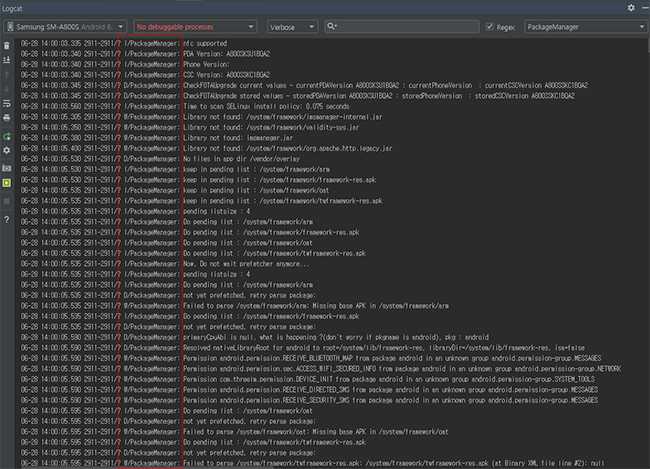 Logcat
Samsung SM-A800S Android 6
No debuggable processes
Verbose
Regex
PackageManager
06-28 14:00:03.335 2911-2911/? I/PackageManager: nfc supported
06-28 14:00:03.340 2911-2911/? D/PackageManager: PDA Version: A800SKSU1BQA2
06-28 14:00:03.340 2911-2911/? D/PackageManager: Phone Version:
06-28 14:00:03.340 2911-2911/? D/PackageManager: CSC Version: A800SSKC1BQA2
06-28 14:00:03.375 2911-2911/? D/PackageManager: CheckFOTAUpgrade current values - currentPDAVersion A800SKSU1BQA2 : currentPhoneVersion : currentCSCVersion A800SSKC1BQA2
06-28 14:00:03.375 2911-2911/? D/PackageManager: CheckFOTAUpgrade stored values - storedPDAVersion A800SKSU1BQA2 : storedPhoneVersion : storedCSCVersion A800SSKC1BQA2
06-28 14:00:03.560 2911-2911/? I/PackageManager: Time to scan SELinux install policy: 0.075 seconds
06-28 14:00:05.305 2911-2911/? W/PackageManager: Library not found: /system/framework/imsmanager-internal.jar
06-28 14:00:05.350 2911-2911/? W/PackageManager: Library not found: /system/framework/validity-sys.jar
06-28 14:00:05.380 2911-2911/? W/PackageManager: Library not found: imsmanager.jar
06-28 14:00:05.400 2911-2911/? W/PackageManager: Library not found: /system/framework/org.apache.http.legacy.jar
06-28 14:00:05.530 2911-2911/? D/PackageManager: No files in app dir /vendor/overlay
06-28 14:00:05.530 2911-2911/? I/PackageManager: keep in pending list : /system/framework/arm
06-28 14:00:05.530 2911-2911/? I/PackageManager: keep in pending list : /system/framework/framework-res.apk
06-28 14:00:05.535 2911-2911/? I/PackageManager: keep in pending list : /system/framework/oat
06-28 14:00:05.535 2911-2911/? I/PackageManager: keep in pending list : /system/framework/twframework-res.apk
06-28 14:00:05.535 2911-2911/? I/PackageManager: pending listsize : 4
06-28 14:00:05.535 2911-2911/? I/PackageManager: Do pending list : /system/framework/arm
06-28 14:00:05.535 2911-2911/? I/PackageManager: Do pending list : /system/framework/framework-res.apk
06-28 14:00:05.535 2911-2911/? I/PackageManager: Do pending list : /system/framework/oat
06-28 14:00:05.535 2911-2911/? I/PackageManager: Do pending list : /system/framework/twframework-res.apk
06-28 14:00:05.535 2911-2911/? I/PackageManager: Now, Do not wait prefetcher anymore...
06-28 14:00:05.535 2911-2911/? I/PackageManager: pending listsize : 4
06-28 14:00:05.535 2911-2911/? D/PackageManager: Do pending list : /system/framework/arm
06-28 14:00:05.535 2911-2911/? D/PackageManager: not yet prefetched, retry parse package:
06-28 14:00:05.535 2911-2911/? W/PackageManager: Failed to parse /system/framework/arm: Missing base APK in /system/framework/arm
06-28 14:00:05.535 2911-2911/? D/PackageManager: Do pending list : /system/framework/framework-res.apk
06-28 14:00:05.535 2911-2911/? D/PackageManager: not yet prefetched, retry parse package:
06-28 14:00:05.590 2911-2911/? I/PackageManager: primaryCpuAbi is null. what is happening ?(don't worry if pkgname is android), pkg : android
06-28 14:00:05.590 2911-2911/? I/PackageManager: Resolved nativeLibraryRoot for android to root=/system/lib/framework-res, libraryDir=/system/lib/framework-res, isa=false
06-28 14:00:05.590 2911-2911/? W/PackageManager: Permission android.permission.RECEIVE_BLUETOOTH_MAP from package android in an unknown group android.permission-group.MESSAGES
06-28 14:00:05.590 2911-2911/? W/PackageManager: Permission android.permission.sec.ACCESS_WIFI_SECURED_INFO from package android in an unknown group android.permission-group.NETWORK
06-28 14:00:05.590 2911-2911/? W/PackageManager: Permission com.threelm.permission.DEVICE_INIT from package android in an unknown group android.permission-group.SYSTEM_TOOLS
06-28 14:00:05.595 2911-2911/? W/PackageManager: Permission android.permission.RECEIVE_DIRECTED_SMS from package android in an unknown group android.permission-group.MESSAGES
06-28 14:00:05.595 2911-2911/? W/PackageManager: Permission android.permission.RECEIVE_SECURITY_SMS from package android in an unknown group android.permission-group.MESSAGES
06-28 14:00:05.595 2911-2911/? D/PackageManager: Do pending list : /system/framework/oat
06-28 14:00:05.595 2911-2911/? D/PackageManager: not yet prefetched, retry parse package:
06-28 14:00:05.595 2911-2911/? W/PackageManager: Failed to parse /system/framework/oat: Missing base APK in /system/framework/oat
06-28 14:00:05.595 2911-2911/? D/PackageManager: Do pending list : /system/framework/twframework-res.apk
06-28 14:00:05.595 2911-2911/? D/PackageManager: not yet prefetched, retry parse package:
06-28 14:00:05.595 2911-2911/? W/PackageManager: Failed to parse /system/framework/twframework-res.apk: /system/framework/twframework-res.apk (at Binary XML file line #2): null